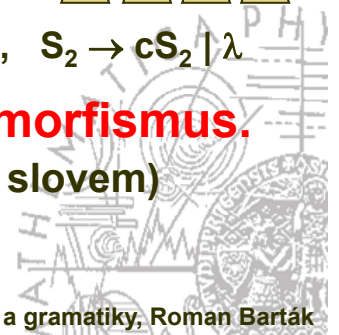 , S₂ → cS₂ | λ
morfismus.
slovem)
a gramatiky, Roman Barták